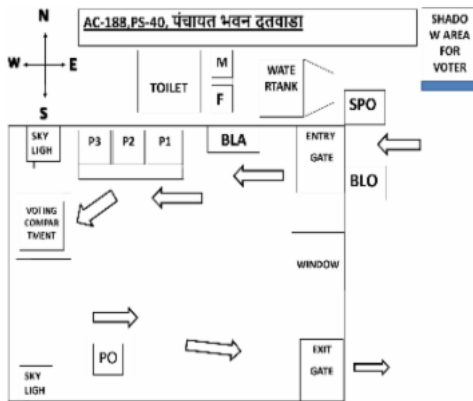 N
AC-188,PS-40, पंचायत भवन दतवाडा
SHADO
W AREA
FOR
VOTER
W
E
S
TOILET
M
F
WATE
RTANK
SPO
SKY
LIGH
P3
P2
P1
BLA
ENTRY
GATE
BLO
VOTING
COMPAR
TMENT
WINDOW
PO
SKY
LIGH
EXIT
GATE